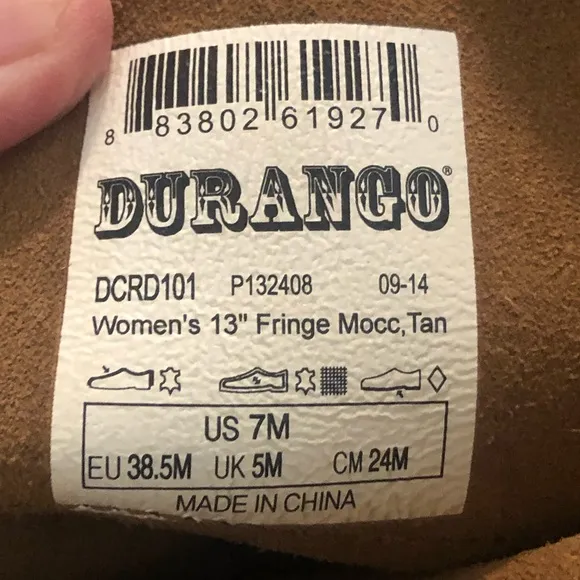 8 83802 61927 0
DURANGO®
DCRD101 P132408 09-14
Women's 13" Fringe Mocc,Tan
US 7M
EU 38.5M UK 5M CM 24M
MADE IN CHINA